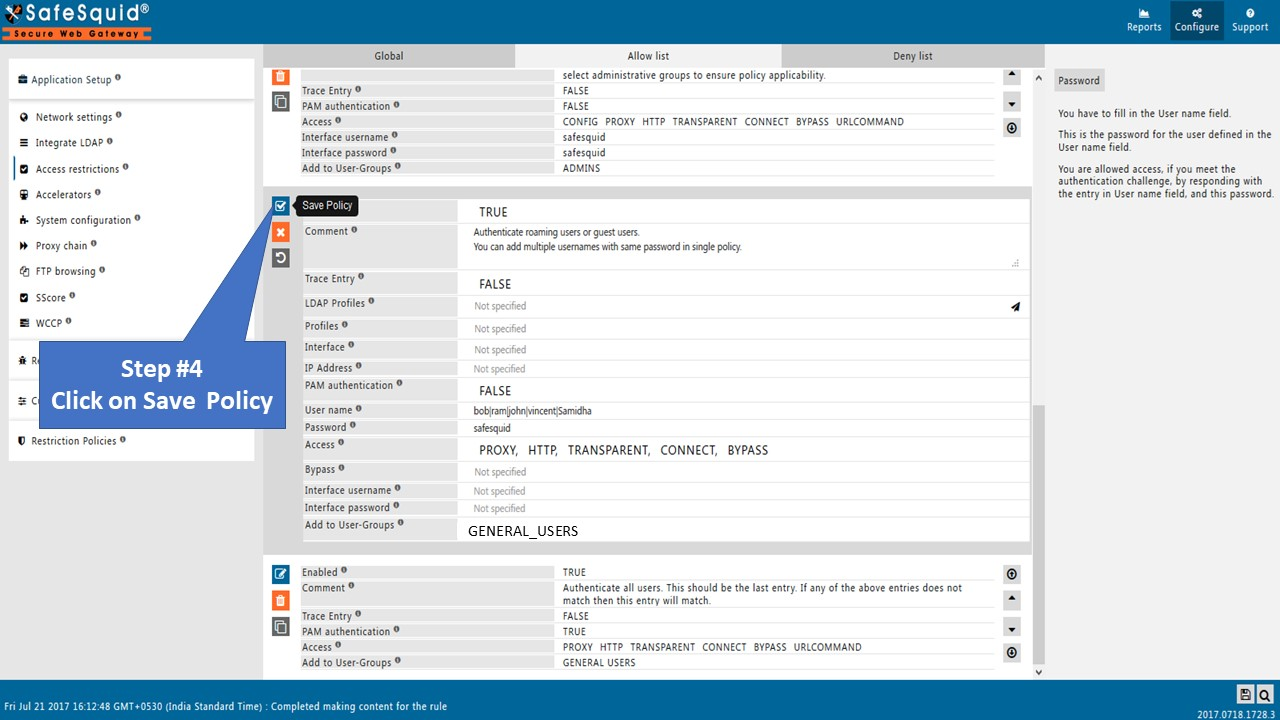 SafeSquid®
Secure Web Gateway
Reports
Configure
Support
Application Setup
Network settings
Integrate LDAP
Access restrictions
Accelerators
System configuration
Proxy chain
FTP browsing
SScore
WCCP
Re
Cu
Restriction Policies
Step #4
Click on Save Policy
Global
Allow list
Deny list
select administrative groups to ensure policy applicability.
Trace Entry FALSE
PAM authentication FALSE
Access CONFIG PROXY HTTP TRANSPARENT CONNECT BYPASS URLCOMMAND
Interface username safesquid
Interface password safesquid
Add to User-Groups ADMINS
Save Policy
TRUE
Comment Authenticate roaming users or guest users.
You can add multiple usernames with same password in single policy.
Trace Entry FALSE
LDAP Profiles Not specified
Profiles Not specified
Interface Not specified
IP Address Not specified
PAM authentication FALSE
User name bob|ram|john|vincent|Samidha
Password safesquid
Access PROXY, HTTP, TRANSPARENT, CONNECT, BYPASS
Bypass Not specified
Interface username Not specified
Interface password Not specified
Add to User-Groups GENERAL_USERS
Enabled TRUE
Comment Authenticate all users. This should be the last entry. If any of the above entries does not
match then this entry will match.
Trace Entry FALSE
PAM authentication TRUE
Access PROXY HTTP TRANSPARENT CONNECT BYPASS URLCOMMAND
Add to User-Groups GENERAL USERS
Password
You have to fill in the User name field.
This is the password for the user defined in the
User name field.
You are allowed access, if you meet the
authentication challenge, by responding with
the entry in User name field, and this password.
Fri Jul 21 2017 16:12:48 GMT+0530 (India Standard Time) : Completed making content for the rule
2017.0718.1728.3